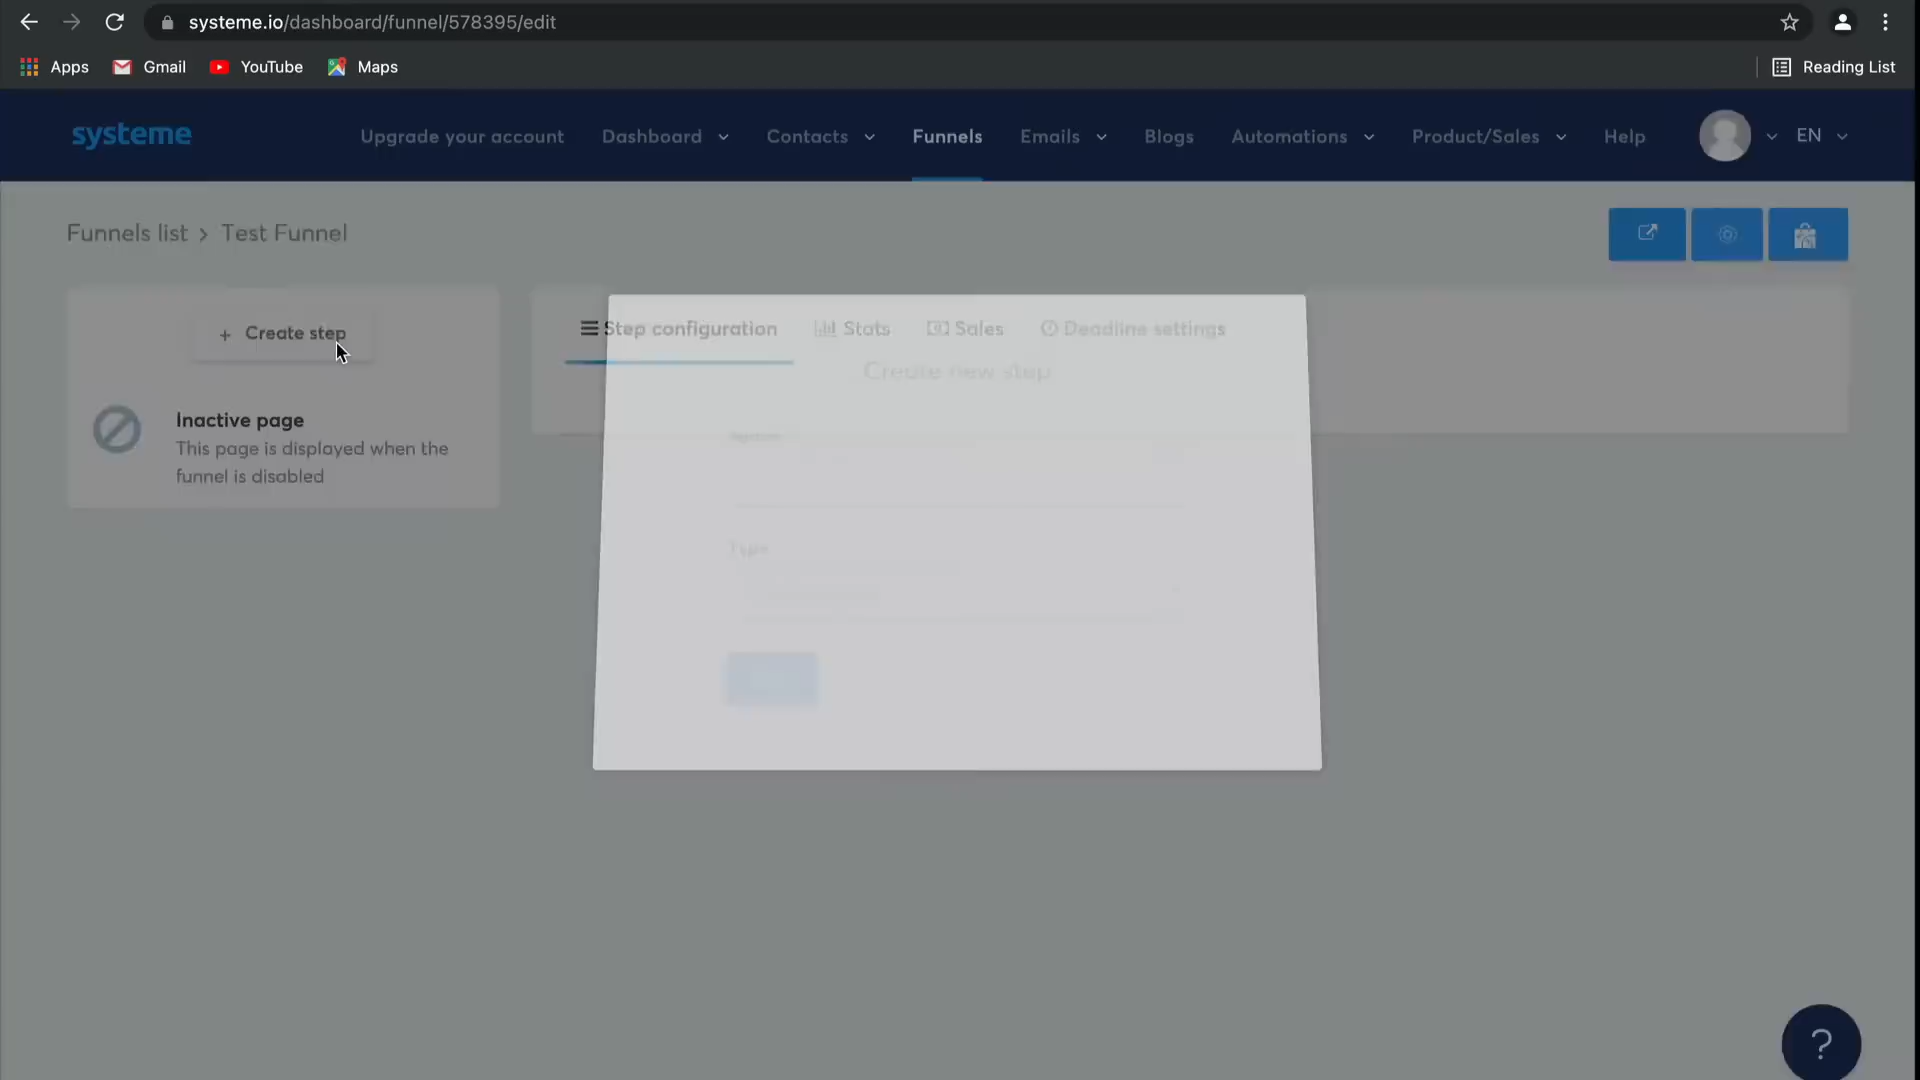 systeme.io/dashboard/funnel/578395/edit
Apps Gmail YouTube Maps Reading List
systeme Upgrade your account Dashboard Contacts Funnels Emails Blogs Automations Product/Sales Help EN
Funnels list > Test Funnel
+ Create step
Step configuration Stats Sales Deadline settings
Create new step
Inactive page
This page is displayed when the
funnel is disabled
Type
?